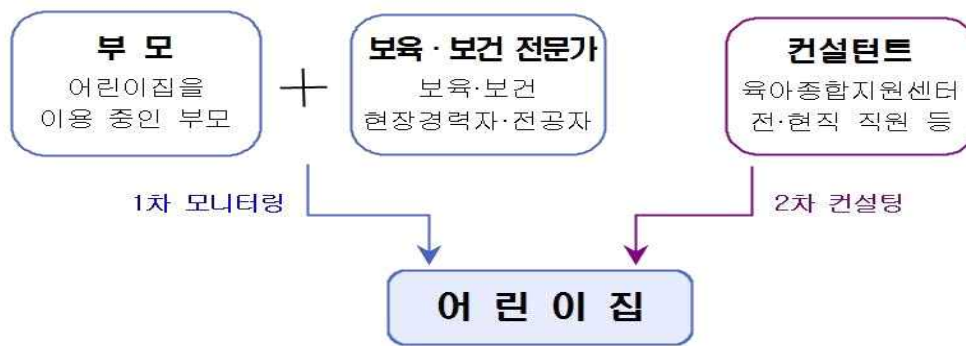 부 모
어린이집을
이용 중인 부모
보육·보건 전문가
보육·보건
현장경력자·전공자
컨설턴트
육아종합지원센터
전·현직 직원 등
1차 모니터링
2차 컨설팅
어 린 이 집